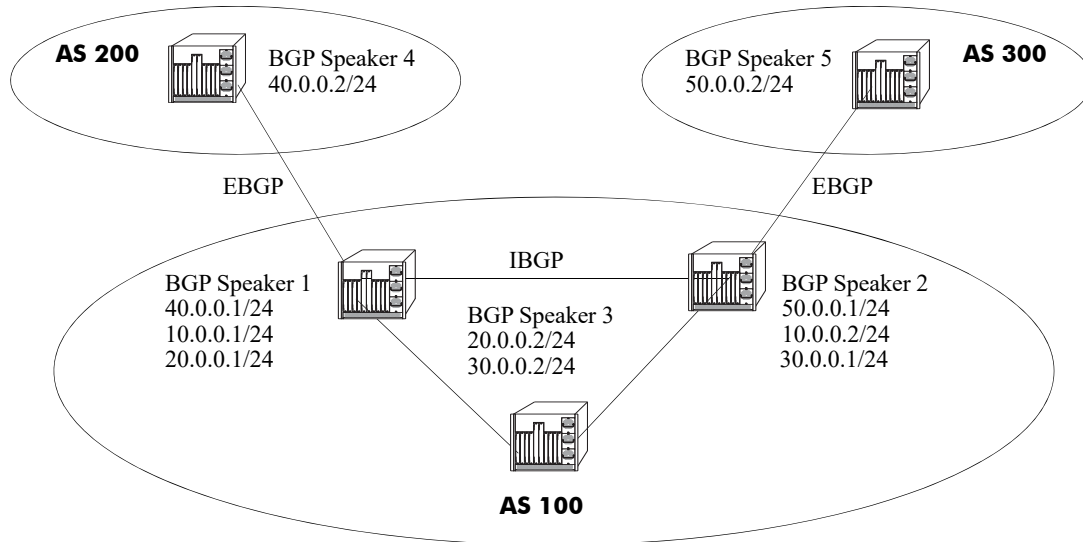 AS 200
BGP Speaker 4
40.0.0.2/24
BGP Speaker 5
50.0.0.2/24
AS 300
EBGP
EBGP
IBGP
BGP Speaker 1
40.0.0.1/24
10.0.0.1/24
20.0.0.1/24
BGP Speaker 3
20.0.0.2/24
30.0.0.2/24
BGP Speaker 2
50.0.0.1/24
10.0.0.2/24
30.0.0.1/24
AS 100